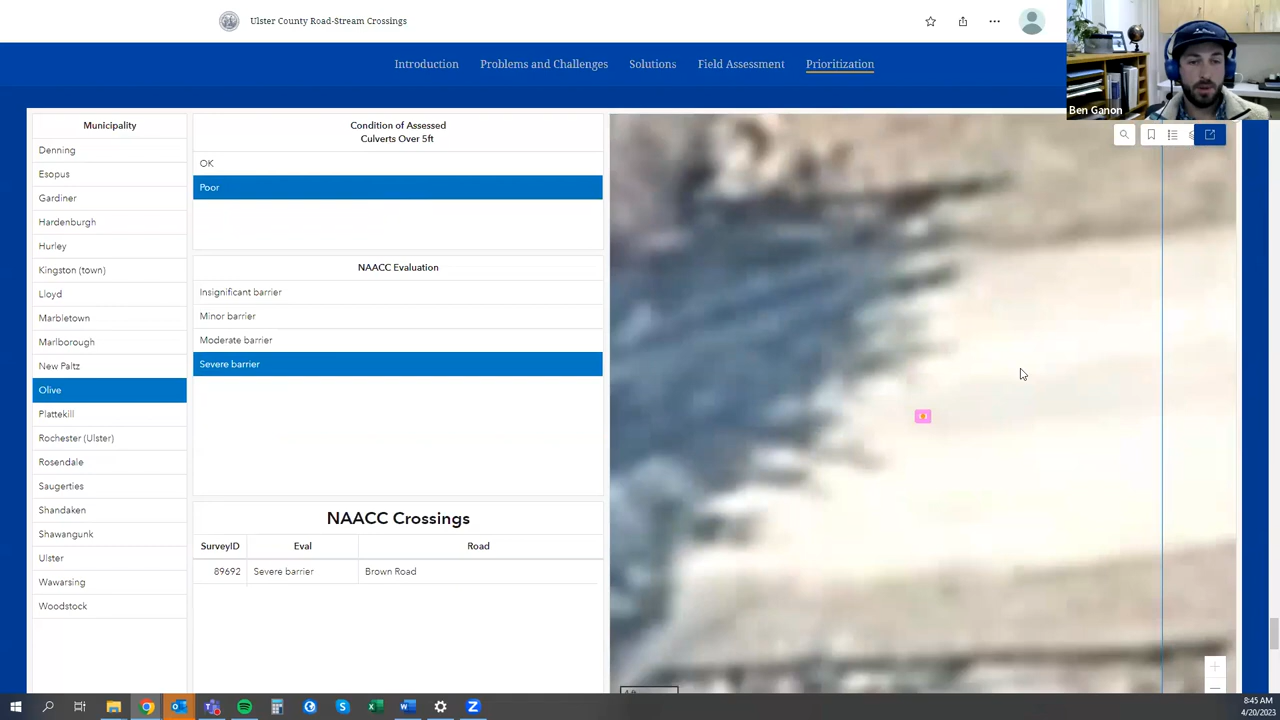 Ulster County Road-Stream Crossings
Introduction
Problems and Challenges
Solutions
Field Assessment
Prioritization
Ben Ganon
Municipality
Denning
Esopus
Gardiner
Hardenburgh
Hurley
Kingston (town)
Lloyd
Marbletown
Marlborough
New Paltz
Olive
Plattekill
Rochester (Ulster)
Rosendale
Saugerties
Shandaken
Shawangunk
Ulster
Wawarsing
Woodstock
Condition of Assessed
Culverts Over 5ft
OK
Poor
NAACC Evaluation
Insignificant barrier
Minor barrier
Moderate barrier
Severe barrier
NAACC Crossings
SurveyID Eval Road
89692 Severe barrier Brown Road
8:45 AM
4/20/2023